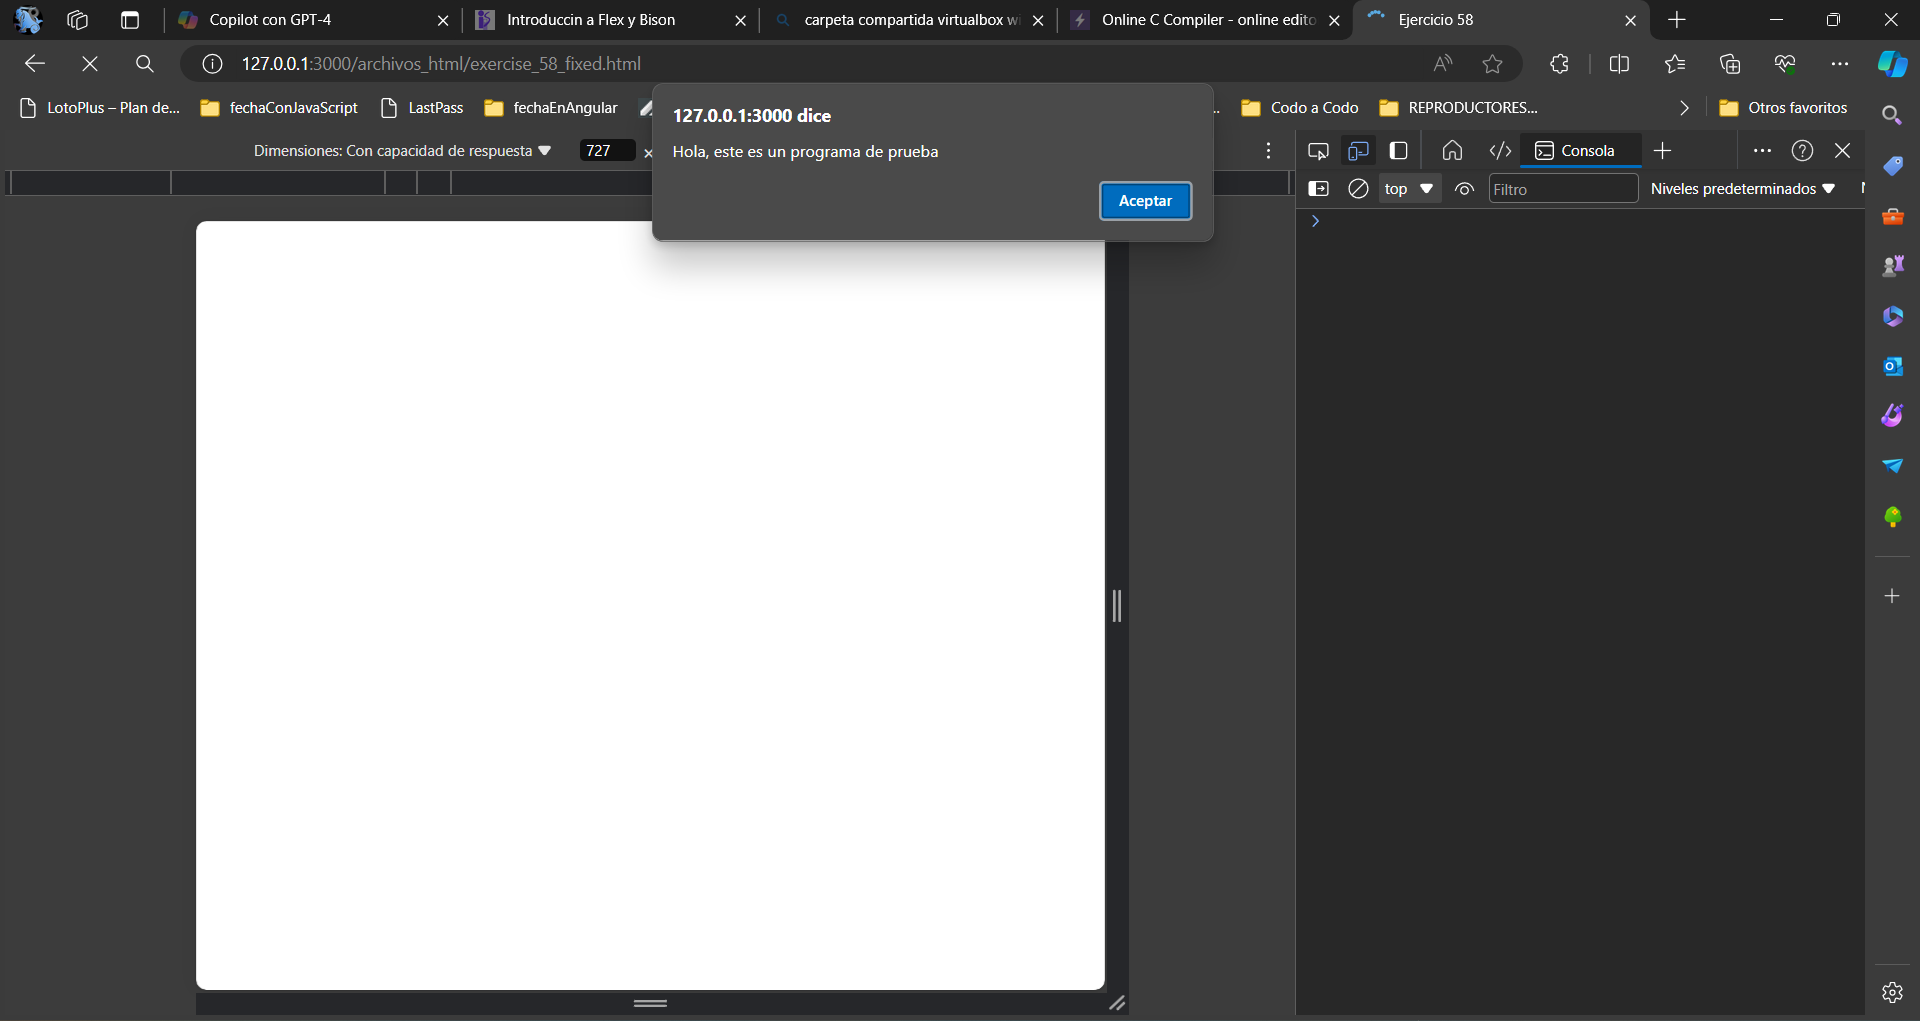 Copilot con GPT-4
Introduccin a Flex y Bison
carpeta compartida virtualbox wi
Online C Compiler - online edito
Ejercicio 58
127.0.0.1:3000/archivos_html/exercise_58_fixed.html
LotoPlus – Plan de...
fechaConJavaScript
LastPass
fechaEnAngular
...
Codo a Codo
REPRODUCTORES...
Otros favoritos
127.0.0.1:3000 dice
Hola, este es un programa de prueba
Aceptar
Dimensiones: Con capacidad de respuesta
727
Consola
top
Filtro
Niveles predeterminados